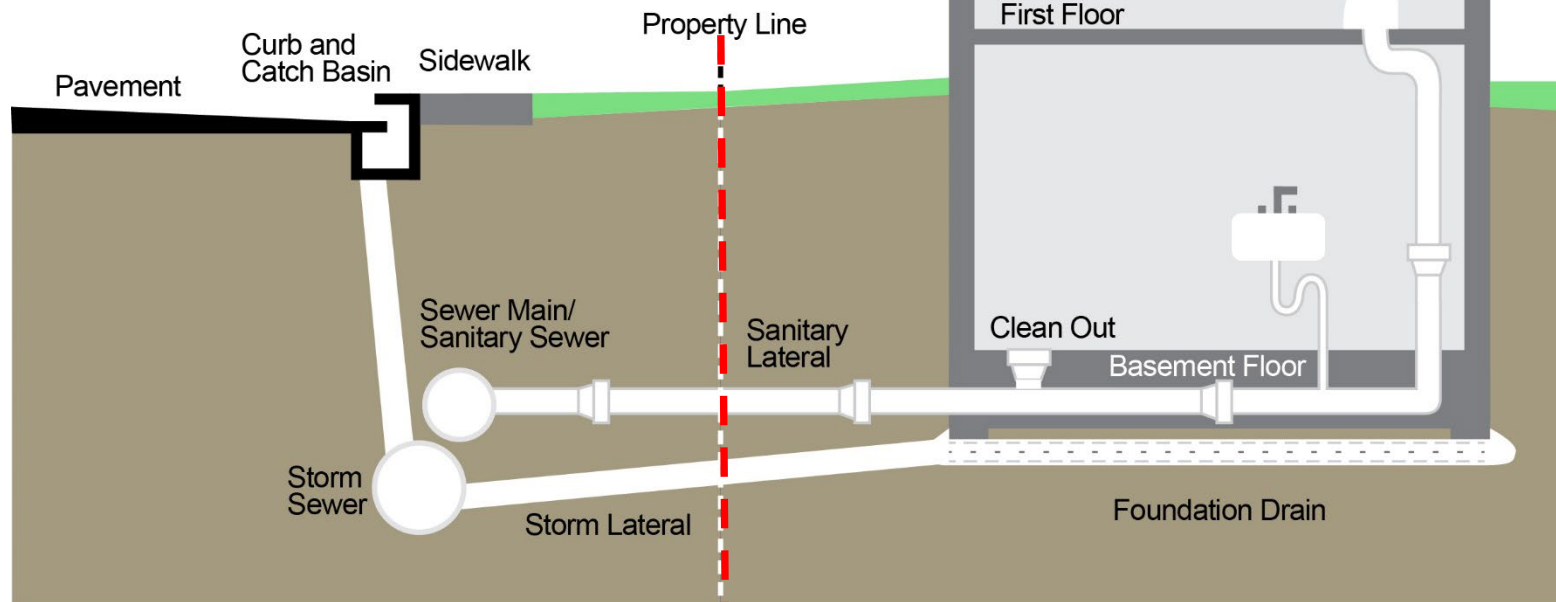 First Floor
Property Line
Curb and
Catch Basin
Sidewalk
Pavement
Sewer Main/
Sanitary Sewer
Sanitary
Lateral
Clean Out
Basement Floor
Storm
Sewer
Storm Lateral
Foundation Drain